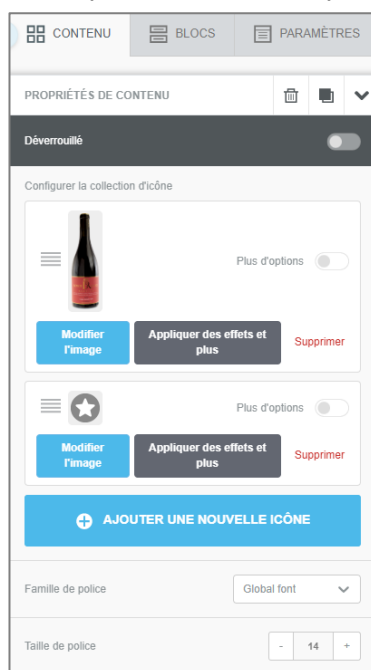 CONTENU BLOCS PARAMÈTRES
PROPRIÉTÉS DE CONTENU
Déverrouillé
Configurer la collection d'icône
Plus d'options
Modifier l'image Appliquer des effets et plus Supprimer
Plus d'options
Modifier l'image Appliquer des effets et plus Supprimer
AJOUTER UNE NOUVELLE ICÔNE
Famille de police Global font
Taille de police - 14 +